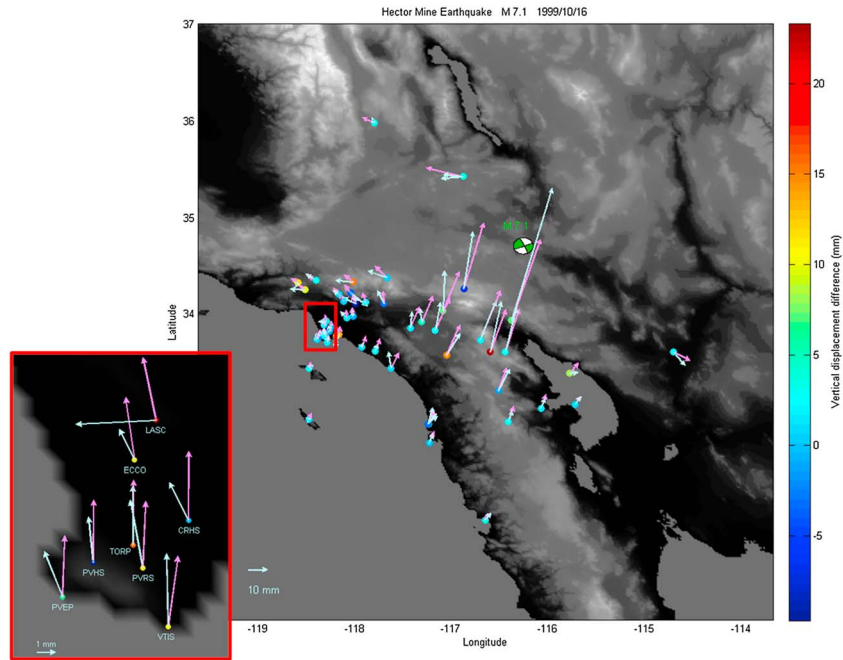 Hector Mine Earthquake M 7.1 1999/10/16
37
36
35
34
Latitude
M 7.1
10 mm
-119
-118
-117
-116
-115
-114
Longitude
20
15
10
5
0
-5
Vertical displacement difference (mm)
LASC
ECCO
CRHS
TORP
PVHS
PVRS
PVEP
VTIS
1 mm